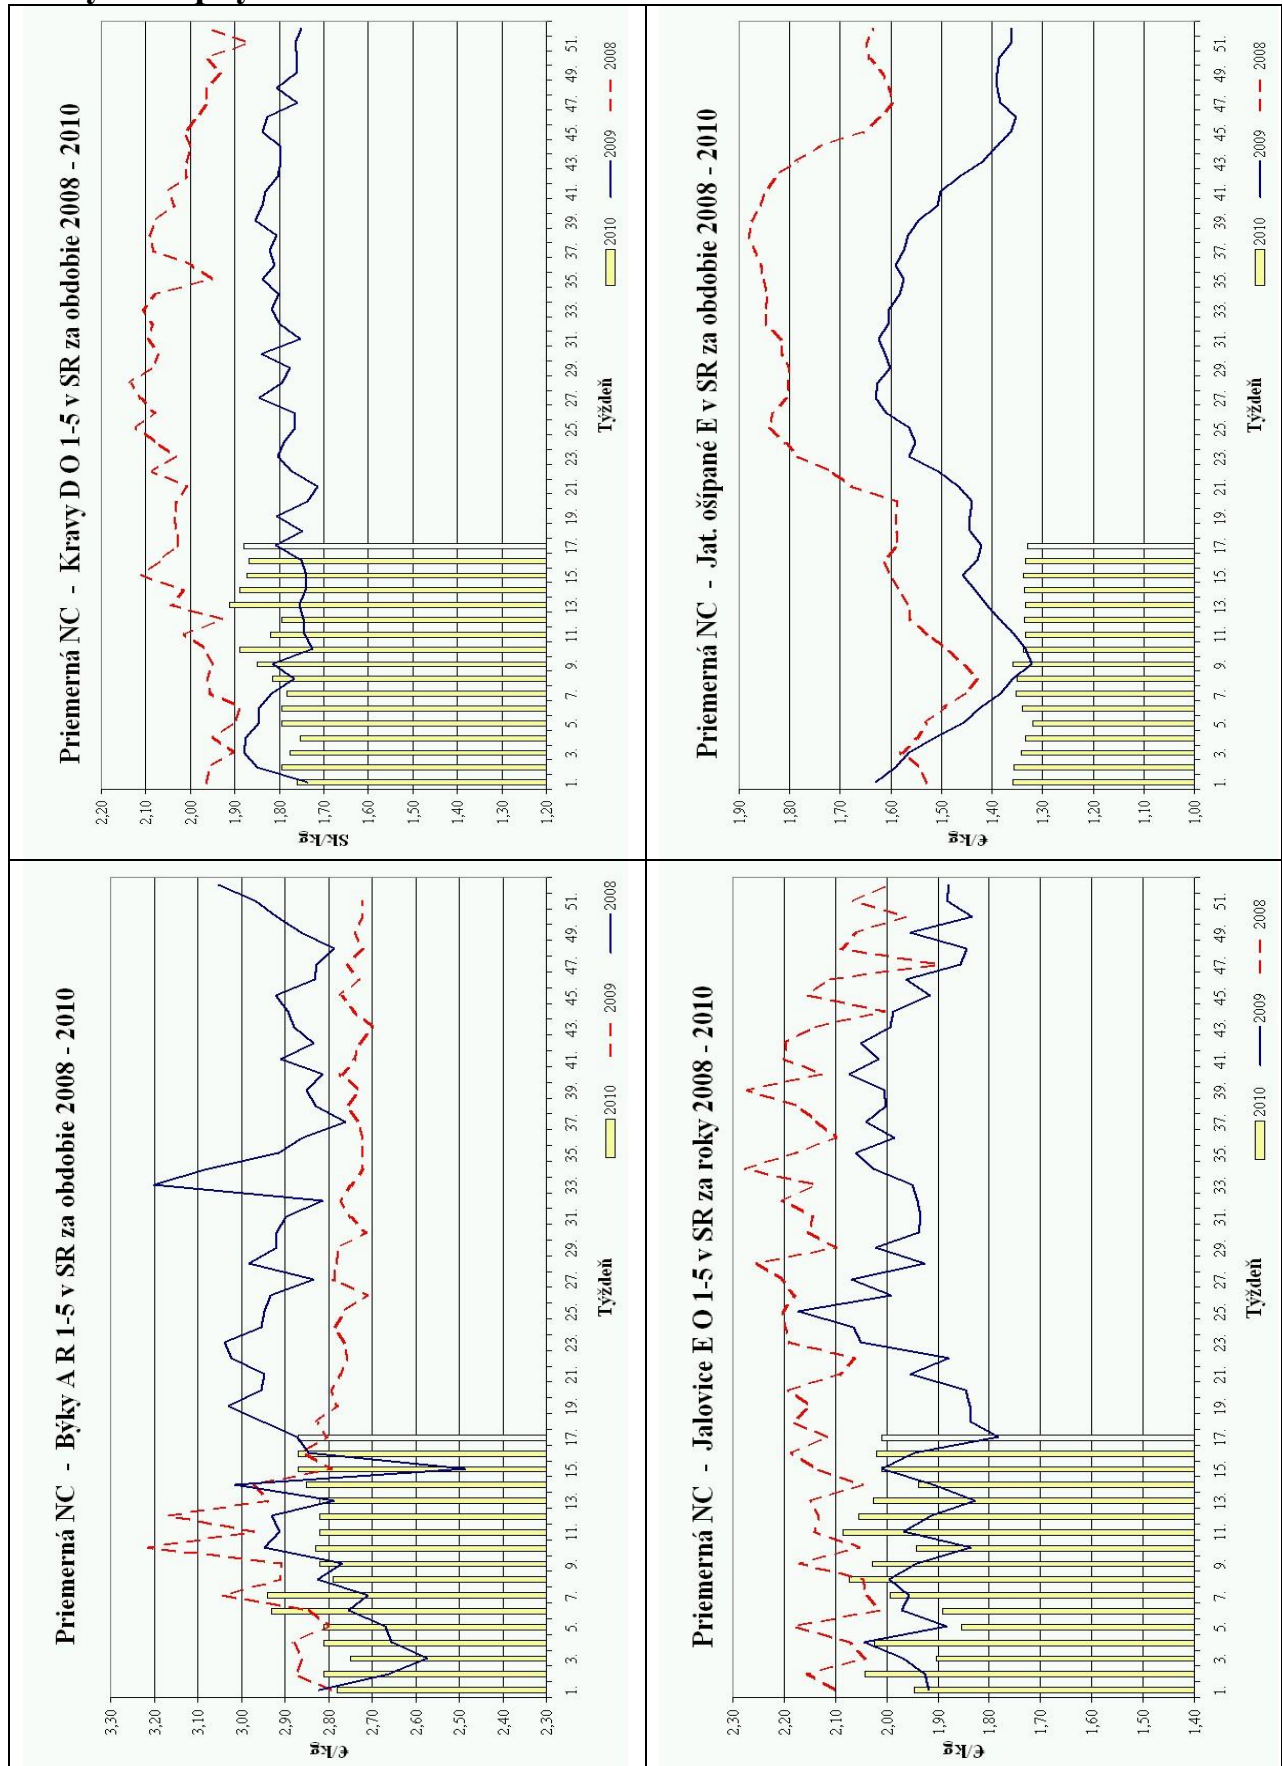 Priemerná NC - Býky A R 1-5 v SR za obdobie 2008 - 2010
€/kg
3,30
3,20
3,10
3,00
2,90
2,80
2,70
2,60
2,50
2,40
2,30
1. 3. 5. 7. 9. 11. 13. 15. 17. 19. 21. 23. 25. 27. 29. 31. 33. 35. 37. 39. 41. 43. 45. 47. 49. 51.
Týždeň
2010 2009 2008
Priemerná NC - Kravy D O 1-5 v SR za obdobie 2008 - 2010
Sk/kg
2,20
2,10
2,00
1,90
1,80
1,70
1,60
1,50
1,40
1,30
1,20
1. 3. 5. 7. 9. 11. 13. 15. 17. 19. 21. 23. 25. 27. 29. 31. 33. 35. 37. 39. 41. 43. 45. 47. 49. 51.
Týždeň
2010 2009 2008
Priemerná NC - Jalovice E O 1-5 v SR za roky 2008 - 2010
€/kg
2,30
2,20
2,10
2,00
1,90
1,80
1,70
1,60
1,50
1,40
1. 3. 5. 7. 9. 11. 13. 15. 17. 19. 21. 23. 25. 27. 29. 31. 33. 35. 37. 39. 41. 43. 45. 47. 49. 51.
Týždeň
2010 2009 2008
Priemerná NC - Jat. ošípané E v SR za obdobie 2008 - 2010
€/kg
1,90
1,80
1,70
1,60
1,50
1,40
1,30
1,20
1,10
1,00
1. 3. 5. 7. 9. 11. 13. 15. 17. 19. 21. 23. 25. 27. 29. 31. 33. 35. 37. 39. 41. 43. 45. 47. 49. 51.
Týždeň
2010 2009 2008